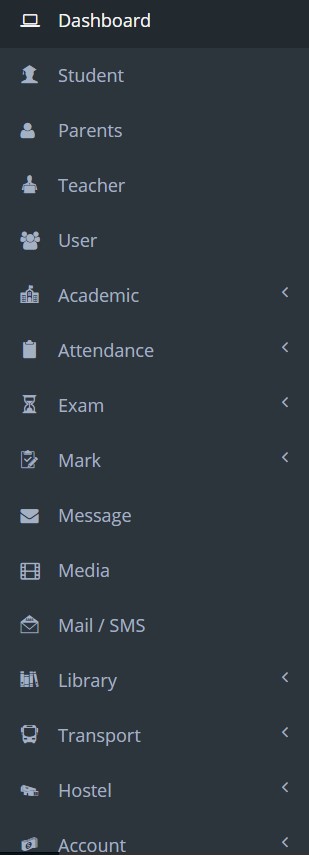 Dashboard
Student
Parents
Teacher
User
Academic
Attendance
Exam
Mark
Message
Media
Mail / SMS
Library
Transport
Hostel
Account